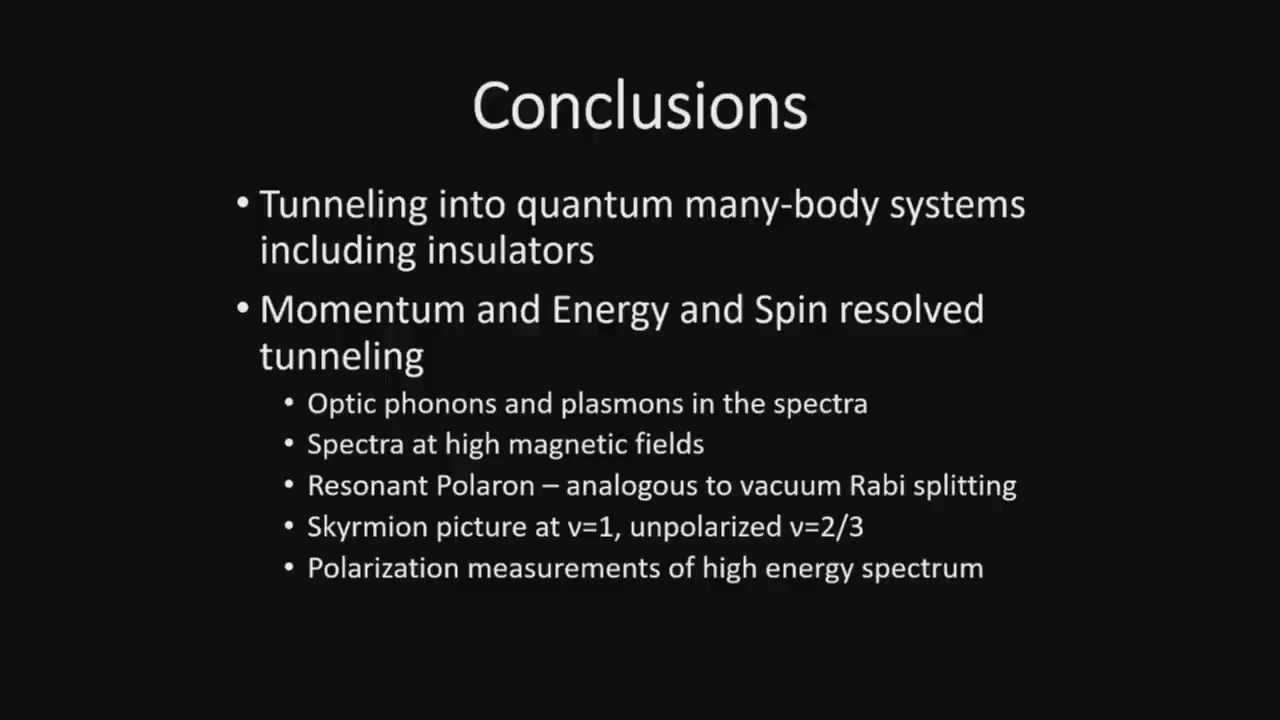 Conclusions
• Tunneling into quantum many-body systems
including insulators
• Momentum and Energy and Spin resolved
tunneling
• Optic phonons and plasmons in the spectra
• Spectra at high magnetic fields
• Resonant Polaron – analogous to vacuum Rabi splitting
• Skyrmion picture at ν=1, unpolarized ν=2/3
• Polarization measurements of high energy spectrum